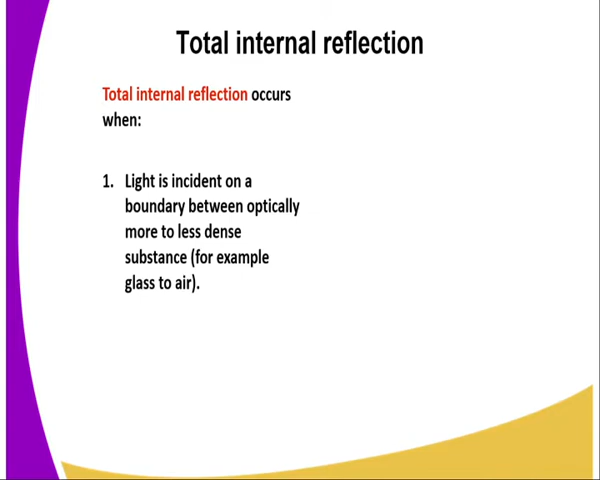 Total internal reflection
Total internal reflection occurs
when:
1. Light is incident on a
boundary between optically
more to less dense
substance (for example
glass to air).